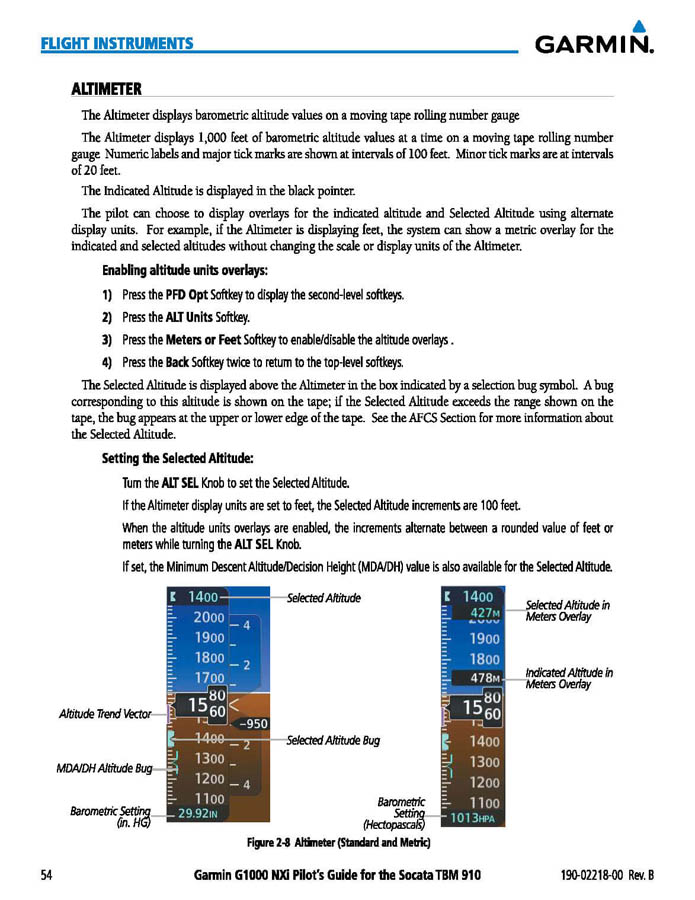 FLIGHT INSTRUMENTS
GARMIN.
ALTIMETER
The Altimeter displays barometric altitude values on a moving tape rolling number gauge
The Altimeter displays 1,000 feet of barometric altitude values at a time on a moving tape rolling number
gauge Numeric labels and major tick marks are shown at intervals of 100 feet. Minor tick marks are at intervals
of 20 feet.
The Indicated Altitude is displayed in the black pointer.
The pilot can choose to display overlays for the indicated altitude and Selected Altitude using alternate
display units. For example, if the Altimeter is displaying feet, the system can show a metric overlay for the
indicated and selected altitudes without changing the scale or display units of the Altimeter.
Enabling altitude units overlays:
1) Press the PFD Opt Softkey to display the second-level softkeys.
2) Press the ALT Units Softkey.
3) Press the Meters or Feet Softkey to enable/disable the altitude overlays .
4) Press the Back Softkey twice to return to the top-level softkeys.
The Selected Altitude is displayed above the Altimeter in the box indicated by a selection bug symbol. A bug
corresponding to this altitude is shown on the tape; if the Selected Altitude exceeds the range shown on the
tape, the bug appears at the upper or lower edge of the tape. See the AFCS Section for more information about
the Selected Altitude.
Setting the Selected Altitude:
Turn the ALT SEL Knob to set the Selected Altitude.
If the Altimeter display units are set to feet, the Selected Altitude increments are 100 feet.
When the altitude units overlays are enabled, the increments alternate between a rounded value of feet or
meters while turning the ALT SEL Knob.
If set, the Minimum Descent Altitude/Decision Height (MDA/DH) value is also available for the Selected Altitude.
1400
2000
4
1900
1800
2
1700
80
15
60
-950
1400
2
1300
1200
4
1100
29.92IN
Selected Altitude
Altitude Trend Vector
Selected Altitude Bug
MDA/DH Altitude Bug
Barometric Setting
(in. HG)
1400
427M
2000
1900
1800
478M
80
15
60
1400
1300
1200
1100
1013HPA
Selected Altitude in
Meters Overlay
Indicated Altitude in
Meters Overlay
Barometric
Setting
(Hectopascals)
Figure 2-8 Altimeter (Standard and Metric)
54
Garmin G1000 NXi Pilot's Guide for the Socata TBM 910
190-02218-00 Rev. B